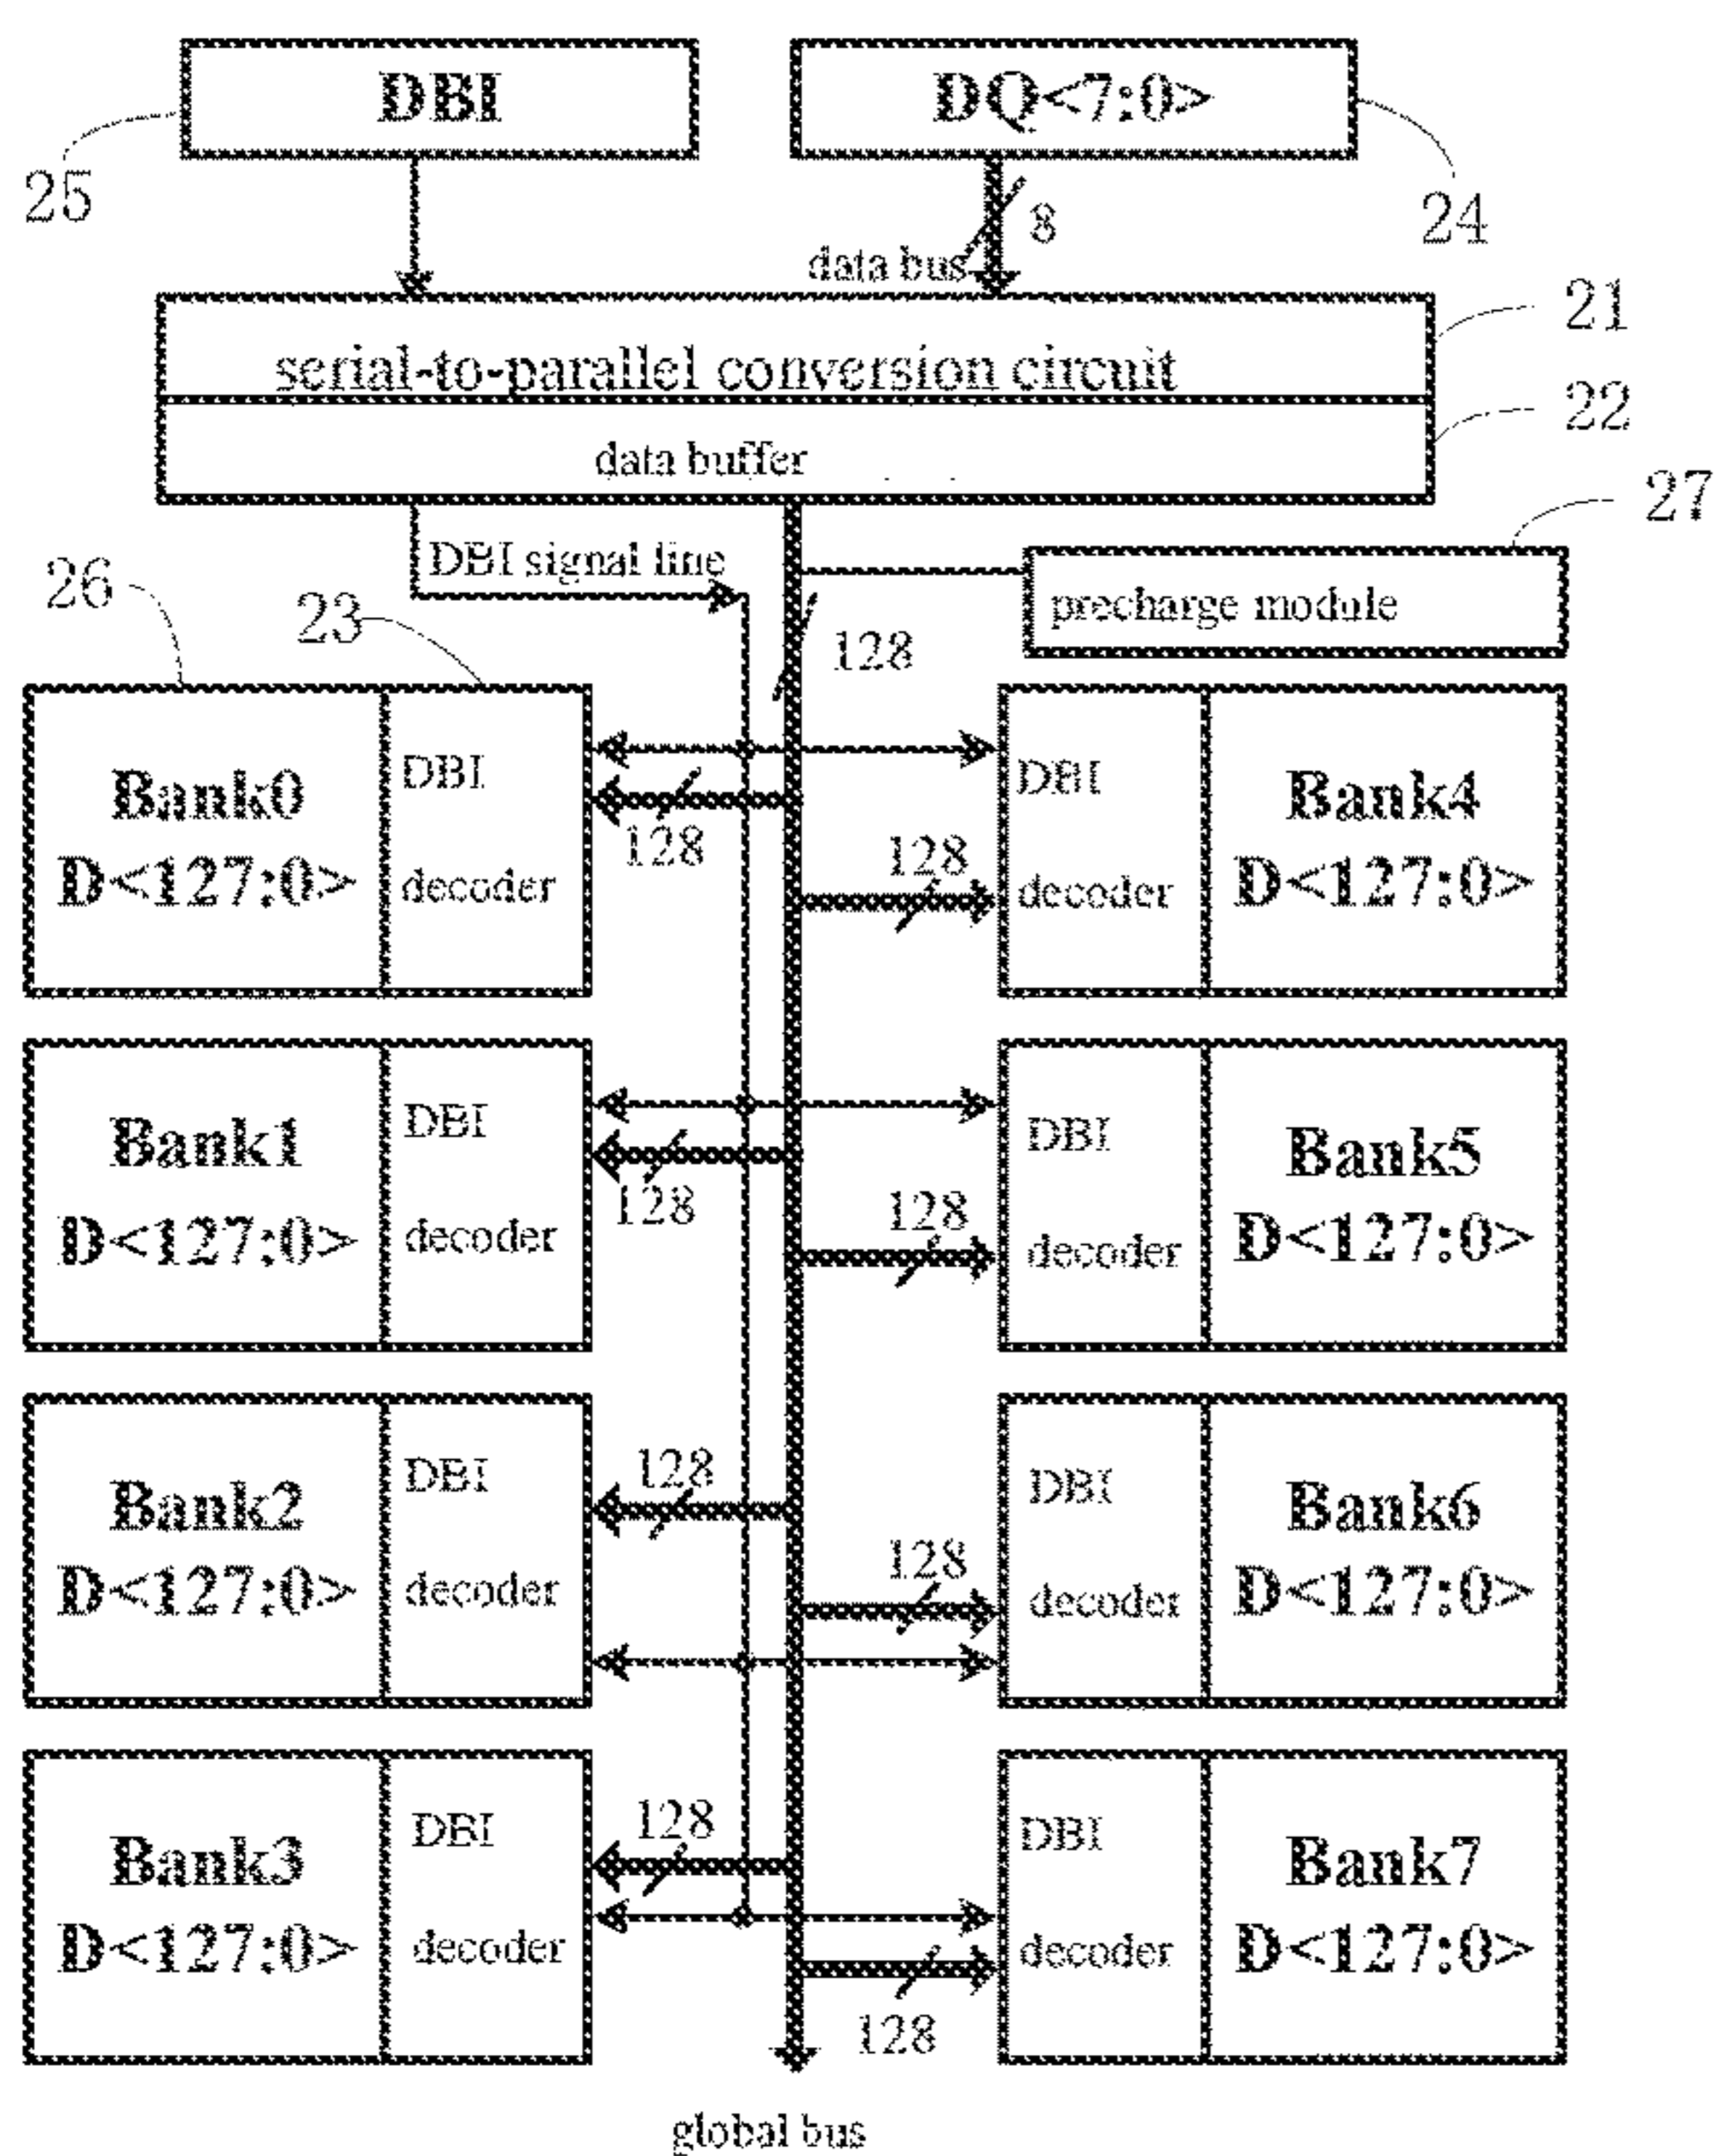 DBI
DQ<7:0>
25
24
8
data bus
21
serial-to-parallel conversion circuit
22
data buffer
27
DBI signal line
precharge module
26
23
128
Bank0
D<127:0>
DBI
decoder
128
128
DBI
decoder
Bank4
D<127:0>
Bank1
D<127:0>
DBI
decoder
128
128
DBI
decoder
Bank5
D<127:0>
Bank2
D<127:0>
DBI
decoder
128
128
DBI
decoder
Bank6
D<127:0>
Bank3
D<127:0>
DBI
decoder
128
128
DBI
decoder
Bank7
D<127:0>
global bus